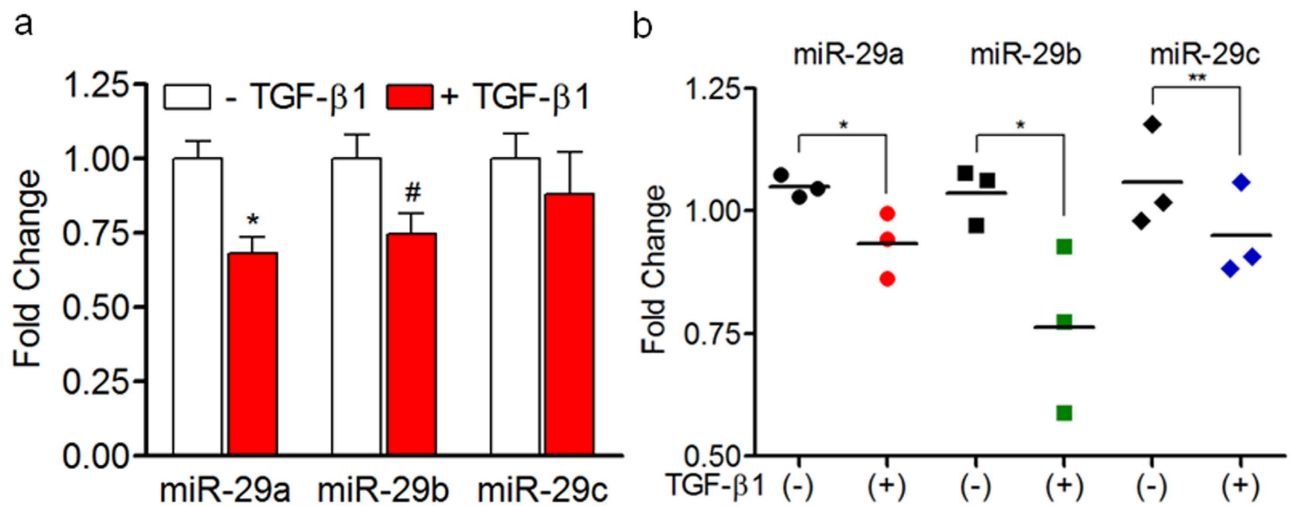 a
Fold Change
1.25
1.00
0.75
0.50
0.25
0.00
- TGF-β1 + TGF-β1
*
#
miR-29a miR-29b miR-29c
b
miR-29a miR-29b miR-29c
Fold Change
1.25
1.00
0.75
0.50
* * **
TGF-β1 (-) (+) (-) (+) (-) (+)